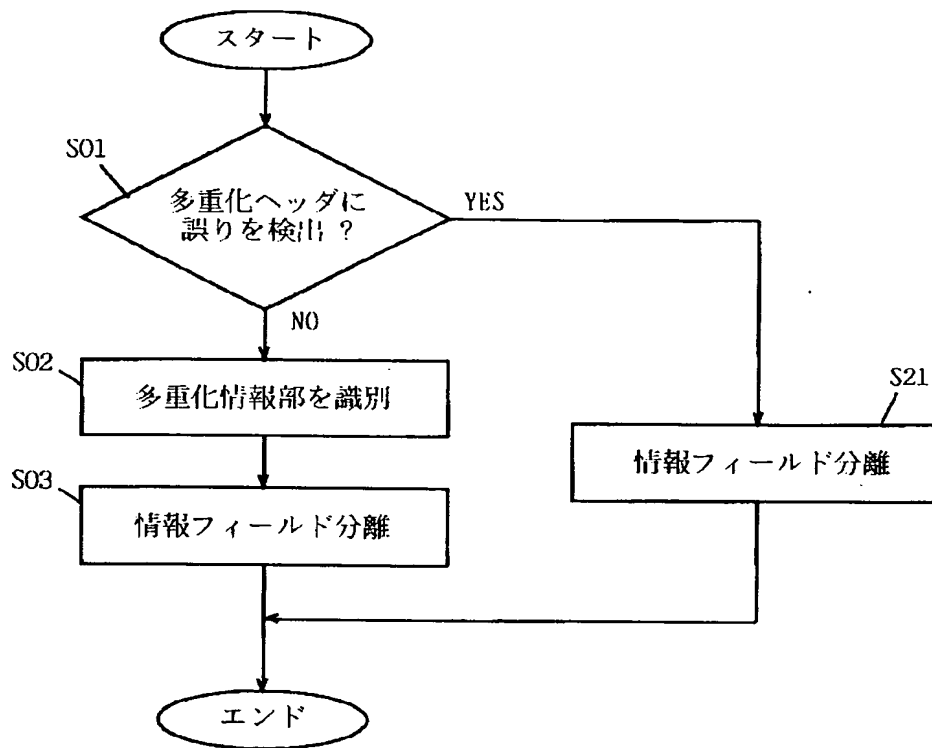 スタート
S01
多重化ヘッダに
誤りを検出?
YES
NO
S02
多重化情報部を識別
S21
情報フィールド分離
S03
情報フィールド分離
エンド